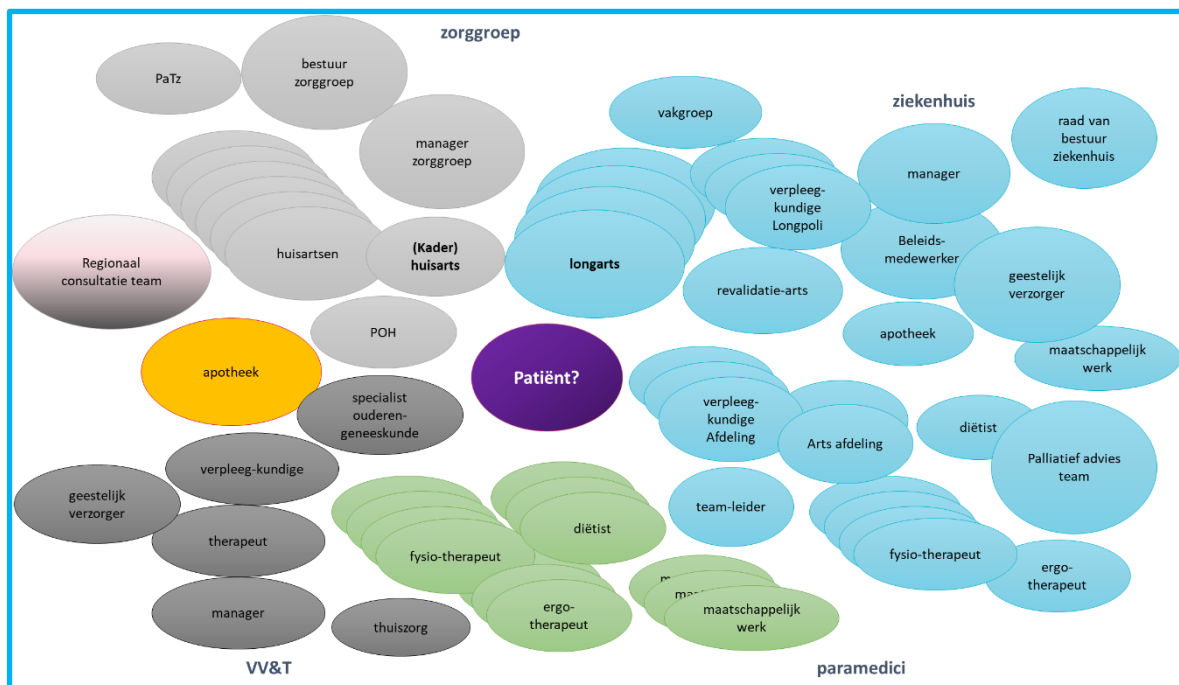 zorggroep
PaTz
bestuur
zorggroep
manager
zorggroep
huisartsen
(Kader)
huisarts
POH
Regionaal
consultatie team
apotheek
Patiënt?
vakgroep
ziekenhuis
raad van
bestuur
ziekenhuis
manager
verpleeg-
kundige
Longpoli
longarts
Beleids-
medewerker
revalidatie-arts
geestelijk
verzorger
apotheek
maatschappelijk
werk
verpleeg-
kundige
Afdeling
Arts afdeling
diëtist
Palliatief advies
team
team-leider
fysio-therapeut
ergo-
therapeut
specialist
ouderen-
geneeskunde
verpleeg-kundige
geestelijk
verzorger
therapeut
manager
thuiszorg
VV&T
fysio-therapeut
diëtist
ergo-
therapeut
maatschappelijk
werk
paramedici